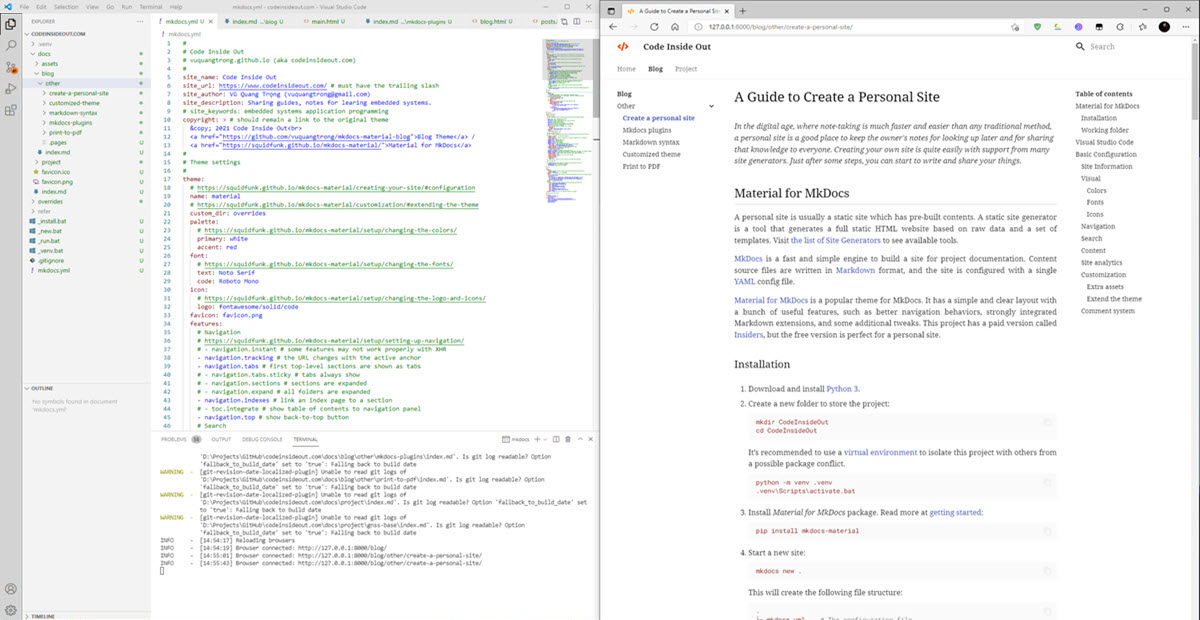 File Edit Selection View Go Run Terminal Help
mkdocs.yml - codeinsideout.com - Visual Studio Code
EXPLORER
CODEINSIDEOUT.COM
.venv
docs
assets
blog
other
create-a-personal-site
customized-theme
markdown-syntax
mkdocs-plugins
print-to-pdf
.pages
index.md
project
favicon.ico
favicon.png
index.md
overrides
refer
_install.bat
_new.bat
_run.bat
_venv.bat
.gitignore
mkdocs.yml
OUTLINE
No symbols found in document
'mkdocs.yml'
TIMELINE
mkdocs.yml U
index.md ...\blog U
main.html U
index.md ...\mkdocs-plugins U
blog.html U
posts.
mkdocs.yml
1 #
2 # Code Inside Out
3 # vuquangtrong.github.io (aka codeinsideout.com)
4 #
5 site_name: Code Inside Out
6 site_url: https://www.codeinsideout.com/ # must have the trailing slash
7 site_author: VG Quang Trọng (vuquangtrong@gmail.com)
8 site_description: Sharing guides, notes for learing embedded systems.
9 # site_keywords: embedded systems application programming
10 copyright: > # should remain a link to the original theme
11 &copy; 2021 Code Inside Out<br>
12 <a href="https://github.com/vuquangtrong/mkdocs-material-blog">Blog Theme</a> /
13 <a href="https://squidfunk.github.io/mkdocs-material/">Material for MkDocs</a>
14 #
15 # Theme settings
16 #
17 theme:
18 # https://squidfunk.github.io/mkdocs-material/creating-your-site/#configuration
19 name: material
20 # https://squidfunk.github.io/mkdocs-material/customization/#extending-the-theme
21 custom_dir: overrides
22 palette:
23 # https://squidfunk.github.io/mkdocs-material/setup/changing-the-colors/
24 primary: white
25 accent: red
26 font:
27 # https://squidfunk.github.io/mkdocs-material/setup/changing-the-fonts/
28 text: Noto Serif
29 code: Roboto Mono
30 icon:
31 # https://squidfunk.github.io/mkdocs-material/setup/changing-the-logo-and-icons/
32 logo: fontawesome/solid/code
33 favicon: favicon.png
34 features:
35 # Navigation
36 # https://squidfunk.github.io/mkdocs-material/setup/setting-up-navigation/
37 # - navigation.instant # some features may not work properly with XHR
38 - navigation.tracking # the URL changes with the active anchor
39 - navigation.tabs # first top-level sections are shown as tabs
40 # - navigation.tabs.sticky # tabs always show
41 # - navigation.sections # sections are expanded
42 # - navigation.expand # all folders are expanded
43 - navigation.indexes # link an index page to a section
44 # - toc.integrate # show table of contents to navigation panel
45 - navigation.top # show back-to-top button
46 # Search
PROBLEMS OUTPUT DEBUG CONSOLE TERMINAL
mkdocs
'D:\Projects\GitHub\codeinsideout.com\docs\blog\other\mkdocs-plugins\index.md'. Is git log readable? Option
'fallback_to_build_date' set to 'true': Falling back to build date
WARNING - [git-revision-date-localized-plugin] Unable to read git logs of
'D:\Projects\GitHub\codeinsideout.com\docs\blog\other\print-to-pdf\index.md'. Is git log readable? Option
'fallback_to_build_date' set to 'true': Falling back to build date
WARNING - [git-revision-date-localized-plugin] Unable to read git logs of
'D:\Projects\GitHub\codeinsideout.com\docs\project\index.md'. Is git log readable? Option 'fallback_to_build_date' set
to 'true': Falling back to build date
WARNING - [git-revision-date-localized-plugin] Unable to read git logs of
'D:\Projects\GitHub\codeinsideout.com\docs\project\gnss-base\index.md'. Is git log readable? Option
'fallback_to_build_date' set to 'true': Falling back to build date
INFO - [14:54:17] Reloading browsers
INFO - [14:54:19] Browser connected: http://127.0.0.1:8000/blog/
INFO - [14:55:01] Browser connected: http://127.0.0.1:8000/blog/other/create-a-personal-site/
INFO - [14:55:43] Browser connected: http://127.0.0.1:8000/blog/other/create-a-personal-site/
A Guide to Create a Personal Si
127.0.0.1:8000/blog/other/create-a-personal-site/
Code Inside Out
Search
Home Blog Project
Blog
Other
Create a personal site
Mkdocs plugins
Markdown syntax
Customized theme
Print to PDF
A Guide to Create a Personal Site
In the digital age, where note-taking is much faster and easier than any traditional method,
a personal site is a good place to keep the owner's notes for looking up later and for sharing
that knowledge to everyone. Creating your own site is quite easily with support from many
site generators. Just after some steps, you can start to write and share your things.
Material for MkDocs
A personal site is usually a static site which has pre-built contents. A static site generator
is a tool that generates a full static HTML website based on raw data and a set of
templates. Visit the list of Site Generators to see available tools.
MkDocs is a fast and simple engine to build a site for project documentation. Content
source files are written in Markdown format, and the site is configured with a single
YAML config file.
Material for MkDocs is a popular theme for MkDocs. It has a simple and clear layout with
a bunch of useful features, such as better navigation behaviors, strongly integrated
Markdown extensions, and some additional tweaks. This project has a paid version called
Insiders, but the free version is perfect for a personal site.
Installation
1. Download and install Python 3.
2. Create a new folder to store the project:
mkdir CodeInsideOut
cd CodeInsideOut
It's recommended to use a virtual environment to isolate this project with others from
a possible package conflict.
python -m venv .venv
.venv\Scripts\activate.bat
3. Install Material for MkDocs package. Read more at getting started:
pip install mkdocs-material
4. Start a new site:
mkdocs new .
This will create the following file structure:
.
mkdocs.yml # The configuration file.
Table of contents
Material for MkDocs
Installation
Working folder
Visual Studio Code
Basic Configuration
Site Information
Visual
Colors
Fonts
Icons
Navigation
Search
Content
Site analytics
Customization
Extra assets
Extend the theme
Comment system